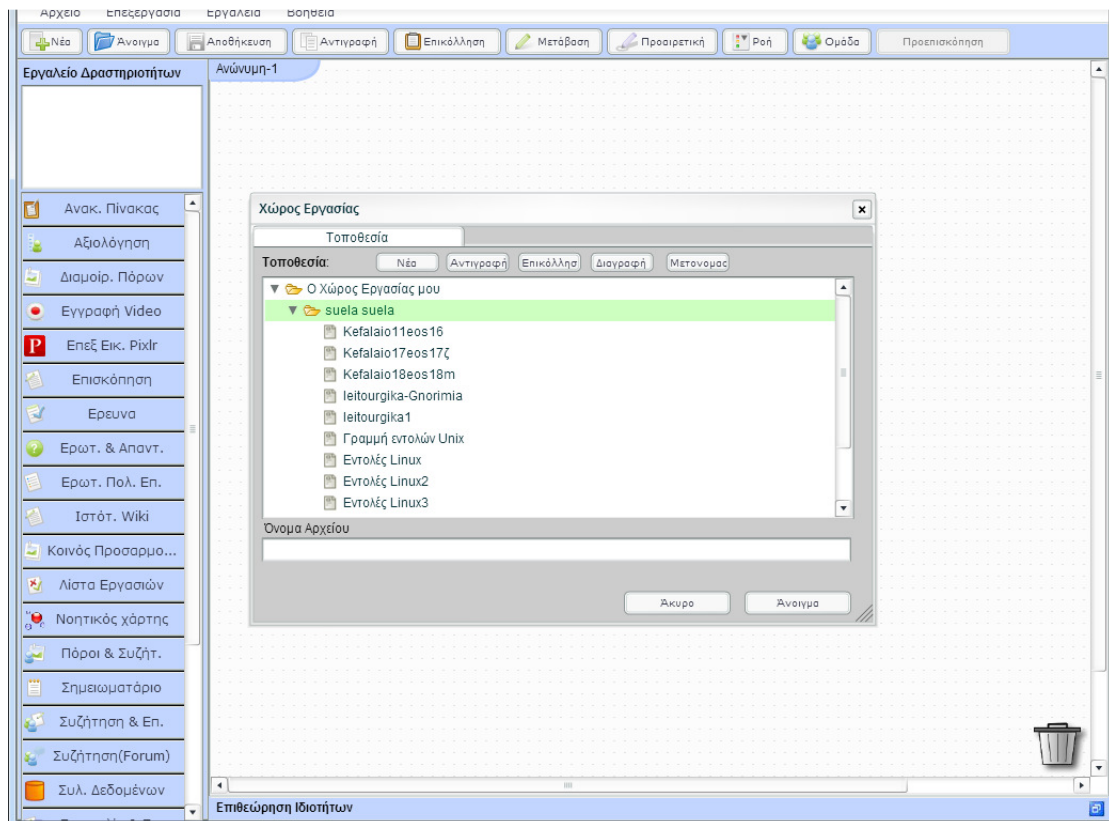 Αρχείο Επεξεργασία Εργαλεία Βοήθεια
Νέα Άνοιγμα Αποθήκευση Αντιγραφή Επικόλληση Μετάβαση Προαιρετική Ροή Ομάδα Προεπισκόπηση
Εργαλείο Δραστηριοτήτων
Ανώνυμη-1
Ανακ. Πίνακας
Αξιολόγηση
Διαμοίρ. Πόρων
Εγγραφή Video
Επεξ Εικ. Pixlr
Επισκόπηση
Ερευνα
Ερωτ. & Απαντ.
Ερωτ. Πολ. Επ.
Ιστότ. Wiki
Κοινός Προσαρμο...
Λίστα Εργασιών
Νοητικός χάρτης
Πόροι & Συζήτ.
Σημειωματάριο
Συζήτηση & Επ.
Συζήτηση(Forum)
Συλ. Δεδομένων
Χώρος Εργασίας
Τοποθεσία
Τοποθεσία: Νέο Αντιγραφή Επικόλλησ Διαγραφή Μετονομας
Ο Χώρος Εργασίας μου
suela suela
Kefalaio11eos16
Kefalaio17eos17ζ
Kefalaio18eos18m
leitourgika-Gnorimia
leitourgika1
Γραμμή εντολών Unix
Εντολές Linux
Εντολές Linux2
Εντολές Linux3
Όνομα Αρχείου
Άκυρο Άνοιγμα
Επιθεώρηση Ιδιοτήτων